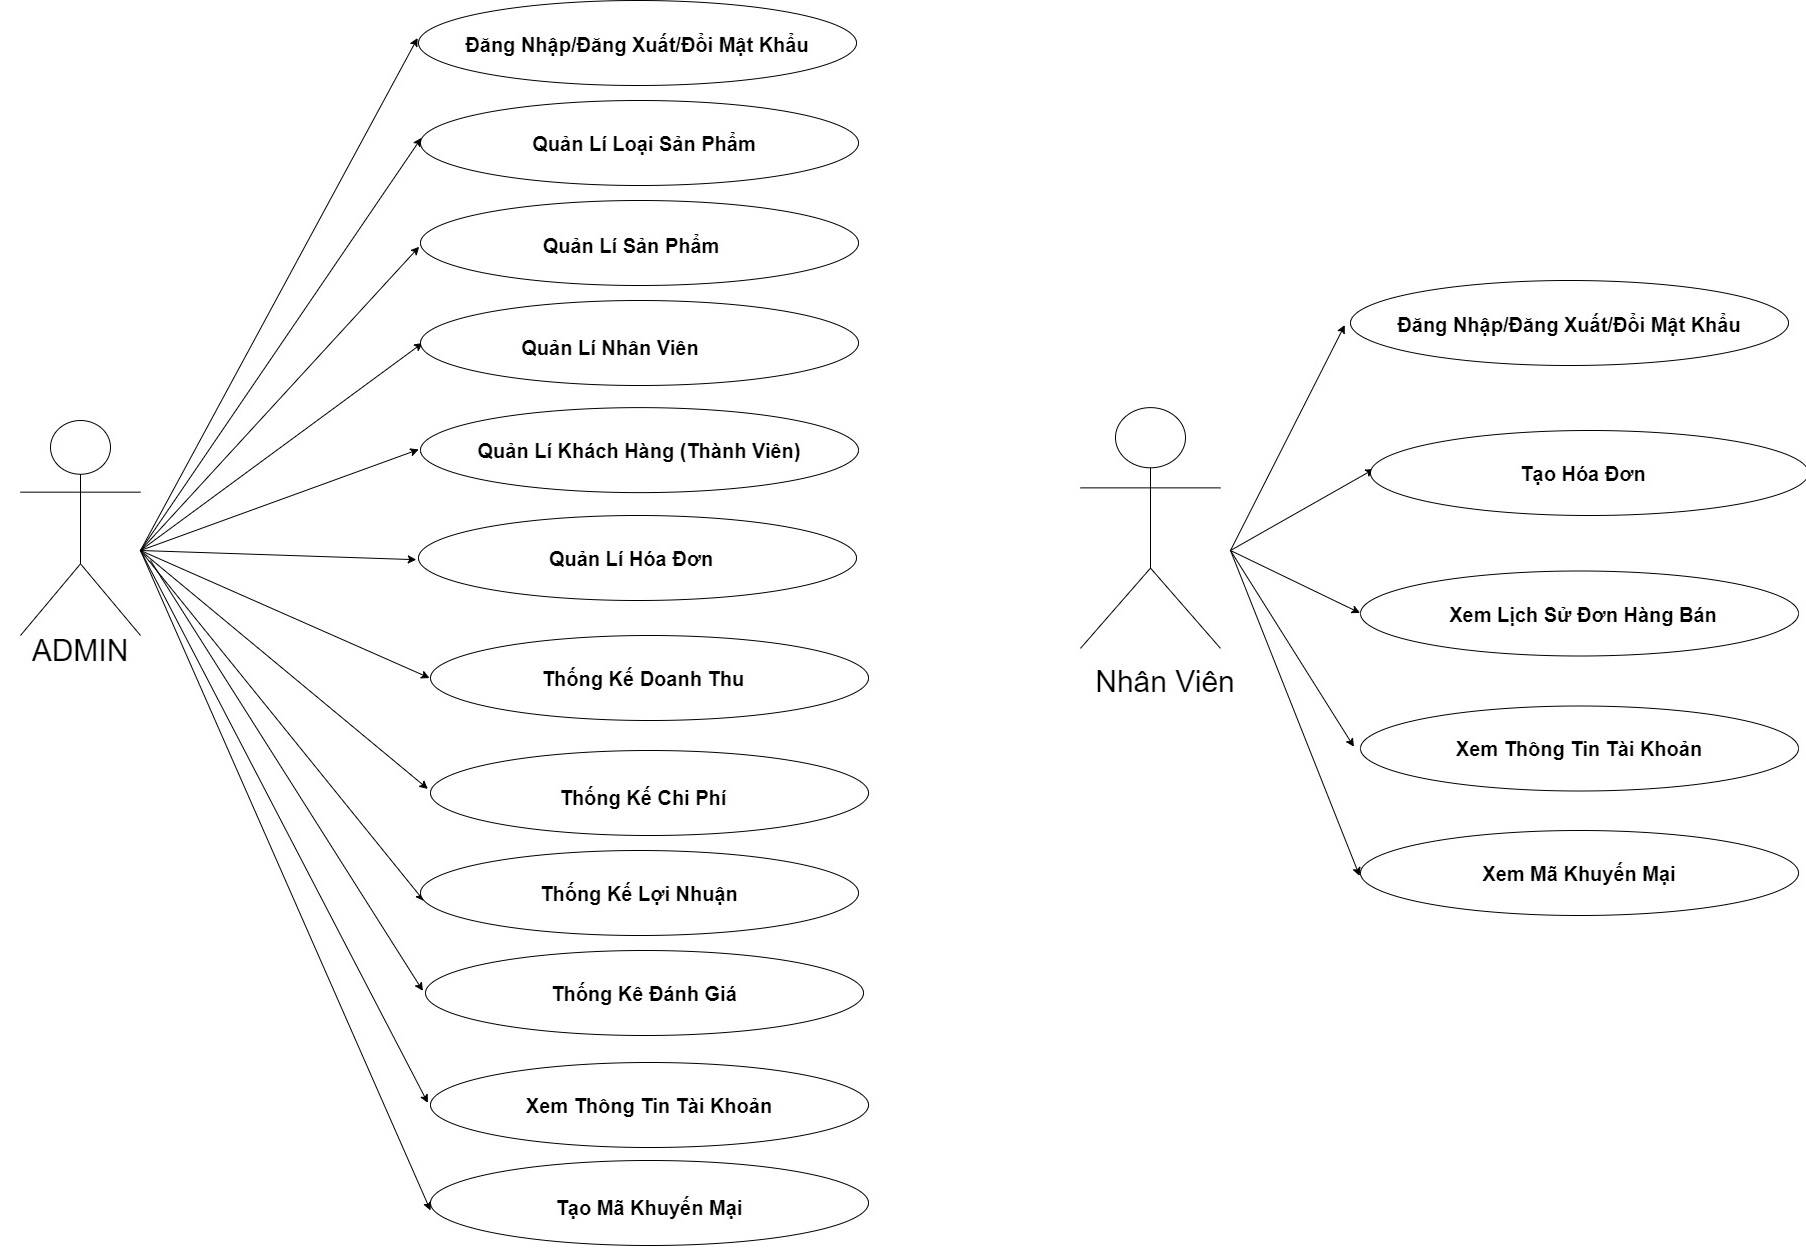 Đăng Nhập/Đăng Xuất/Đổi Mật Khẩu
Quản Lí Loại Sản Phẩm
Quản Lí Sản Phẩm
Quản Lí Nhân Viên
Quản Lí Khách Hàng (Thành Viên)
Quản Lí Hóa Đơn
ADMIN
Thống Kế Doanh Thu
Thống Kế Chi Phí
Thống Kế Lợi Nhuận
Thống Kê Đánh Giá
Xem Thông Tin Tài Khoản
Tạo Mã Khuyến Mại
Đăng Nhập/Đăng Xuất/Đổi Mật Khẩu
Tạo Hóa Đơn
Xem Lịch Sử Đơn Hàng Bán
Nhân Viên
Xem Thông Tin Tài Khoản
Xem Mã Khuyến Mại